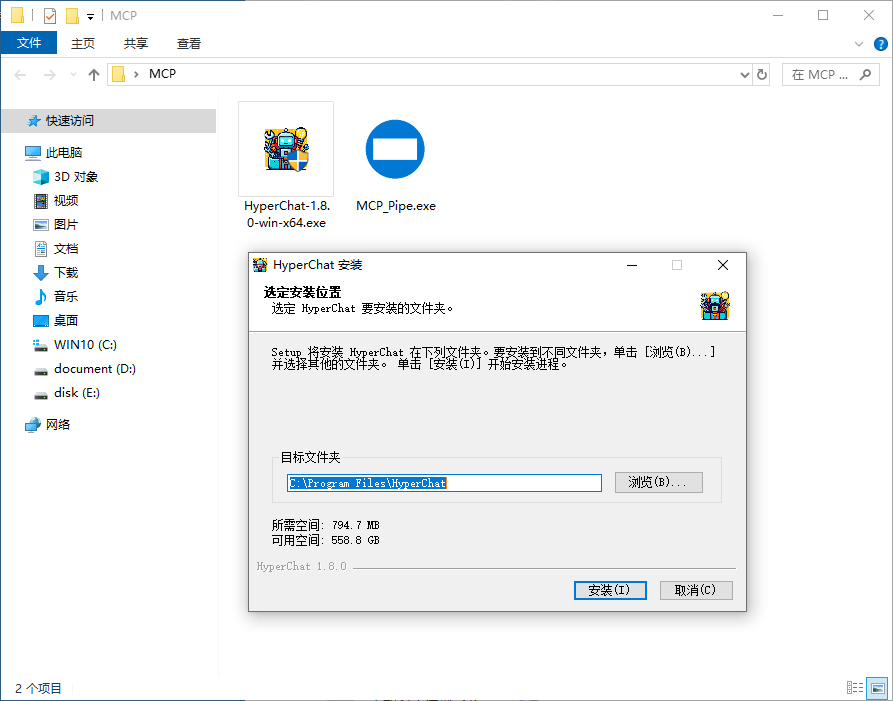 MCP
文件
主页
共享
查看
MCP
在 MCP ...
快速访问
此电脑
3D 对象
视频
图片
文档
下载
音乐
桌面
WIN10 (C:)
document (D:)
disk (E:)
网络
HyperChat-1.8.
0-win-x64.exe
MCP_Pipe.exe
HyperChat 安装
选定安装位置
选定 HyperChat 要安装的文件夹。
Setup 将安装 HyperChat 在下列文件夹。要安装到不同文件夹，单击 [浏览(B)...]
并选择其他的文件夹。 单击 [安装(I)] 开始安装进程。
目标文件夹
C:\Program Files\HyperChat
浏览(B)...
所需空间: 794.7 MB
可用空间: 558.8 GB
HyperChat 1.8.0
安装(I)
取消(C)
2 个项目